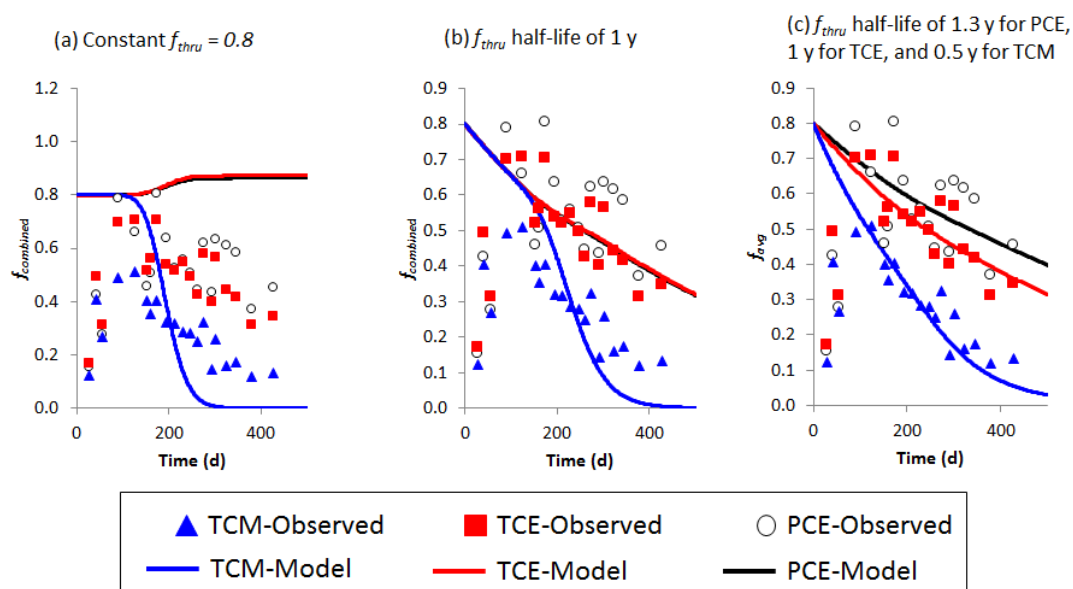 (a) Constant fthru = 0.8
(b) fthru half-life of 1 y
(c) fthru half-life of 1.3 y for PCE,
1 y for TCE, and 0.5 y for TCM
fcombined
1.2
1.0
0.8
0.6
0.4
0.2
0.0
0
200
400
Time (d)
fcombined
0.9
0.8
0.7
0.6
0.5
0.4
0.3
0.2
0.1
0.0
0
200
400
Time (d)
favg
0.9
0.8
0.7
0.6
0.5
0.4
0.3
0.2
0.1
0.0
0
200
400
Time (d)
TCM-Observed
TCE-Observed
PCE-Observed
TCM-Model
TCE-Model
PCE-Model